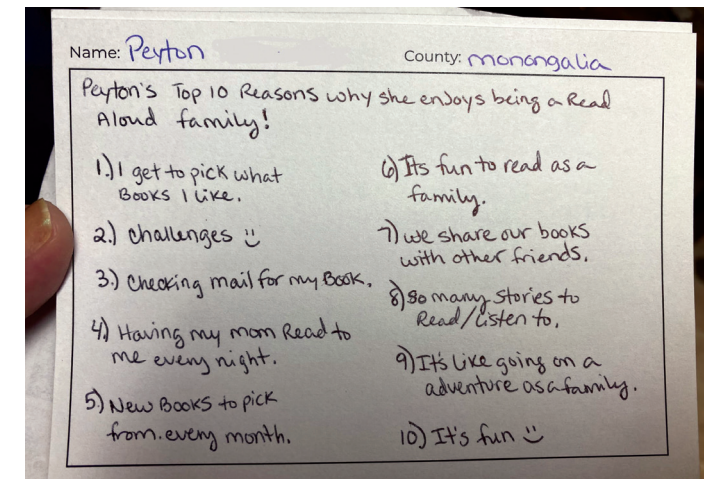 Name: Peyton
County: monongalia
Peyton's Top 10 Reasons why she enjoys being a Read
Aloud family!
1.) I get to pick what
Books I like.
2.) challenges
3.) Checking mail for my Book.
4.) Having my mom Read to
me every night.
5.) New Books to pick
from. every month.
6) Its fun to read as a
family.
7) we share our books
with other friends.
8) so many stories to
Read/Listen to.
9) It's like going on a
adventure as a family.
10) It's fun